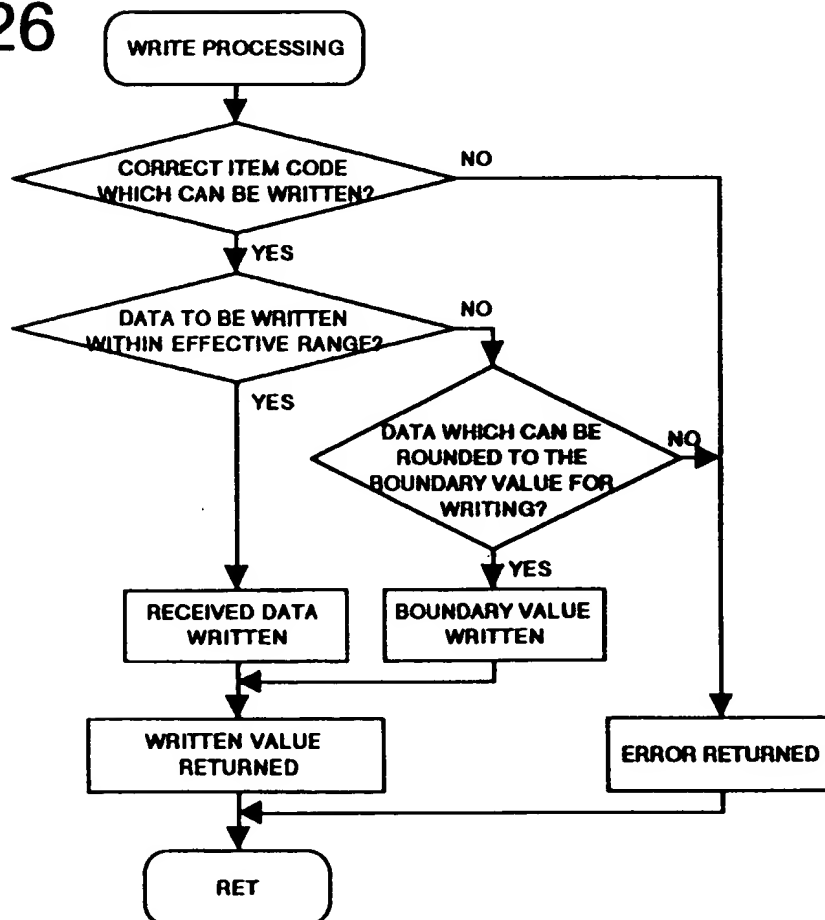 26
WRITE PROCESSING
CORRECT ITEM CODE
WHICH CAN BE WRITTEN?
NO
YES
DATA TO BE WRITTEN
WITHIN EFFECTIVE RANGE?
NO
YES
DATA WHICH CAN BE
ROUNDED TO THE
BOUNDARY VALUE FOR
WRITING?
NO
YES
RECEIVED DATA
WRITTEN
BOUNDARY VALUE
WRITTEN
WRITTEN VALUE
RETURNED
ERROR RETURNED
RET